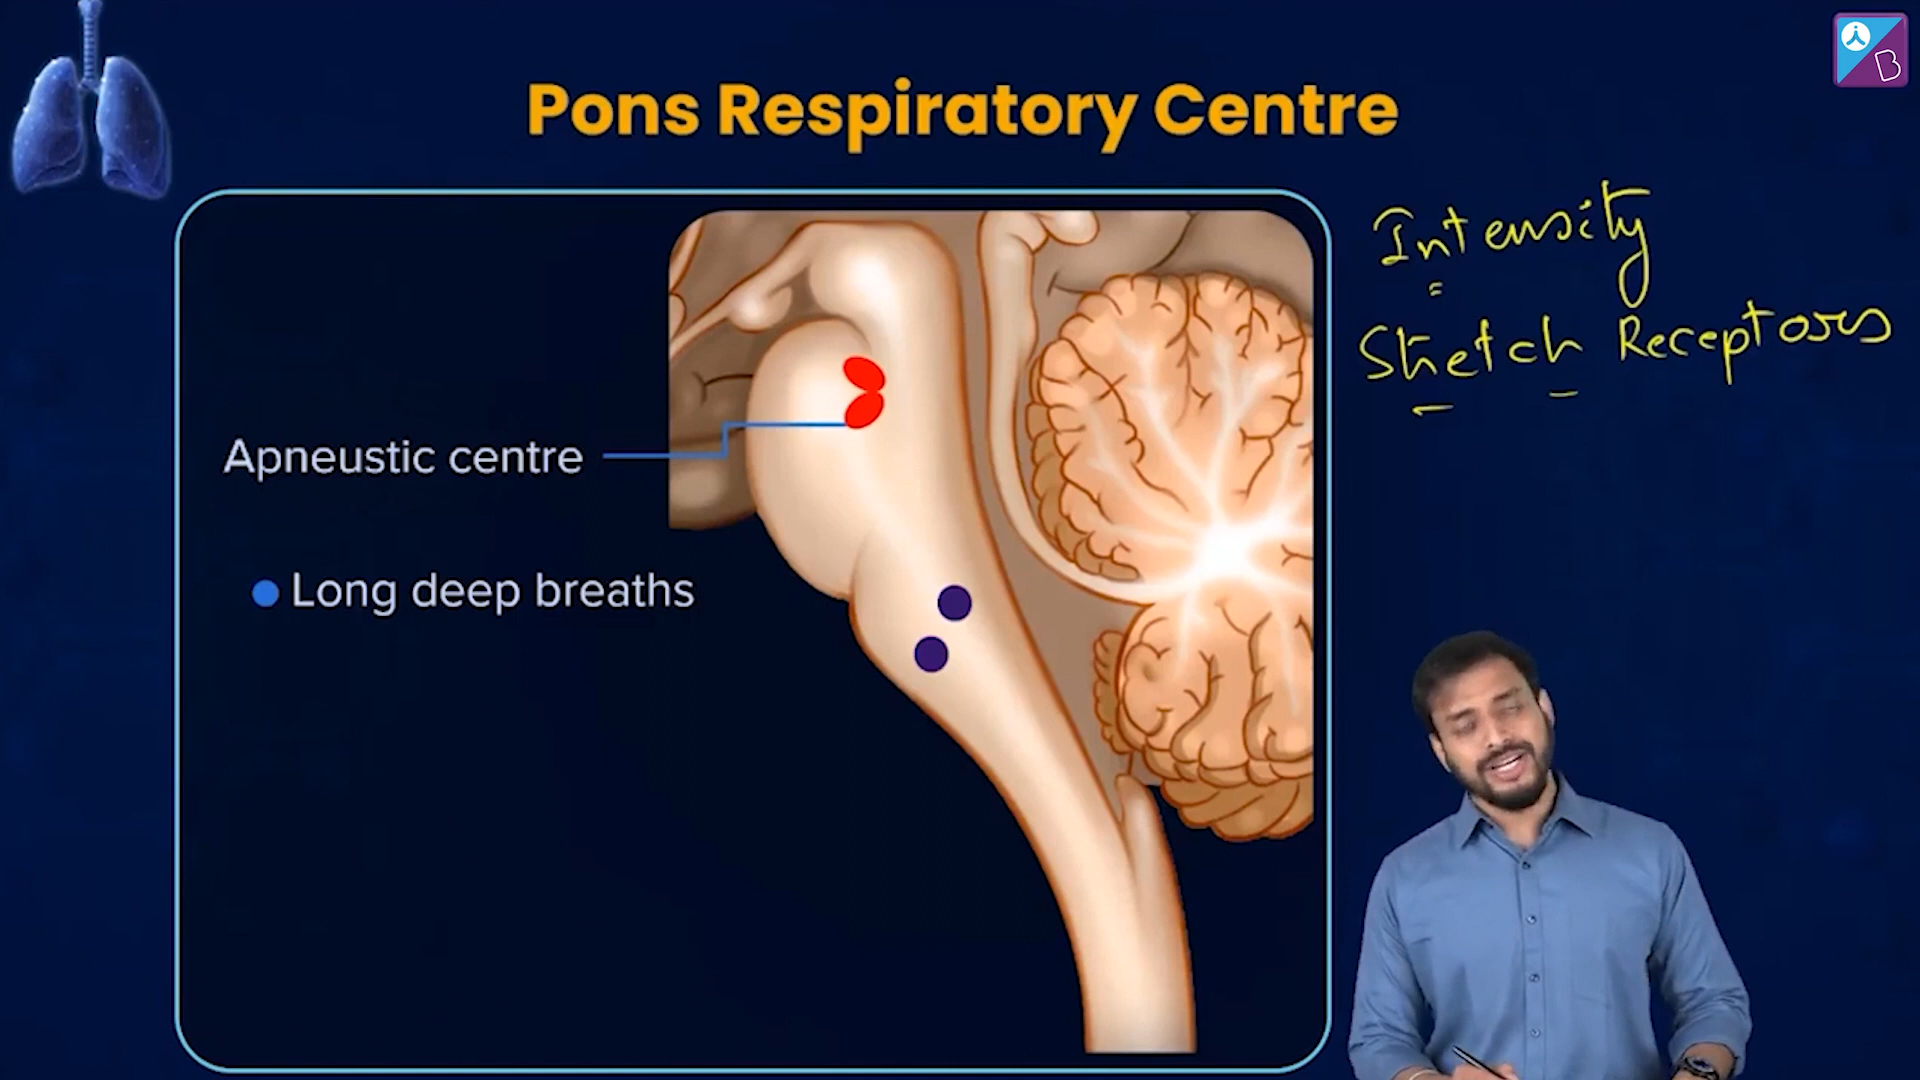 Pons Respiratory Centre
Intensity
Stretch Receptors
Apneustic centre
Long deep breaths
B